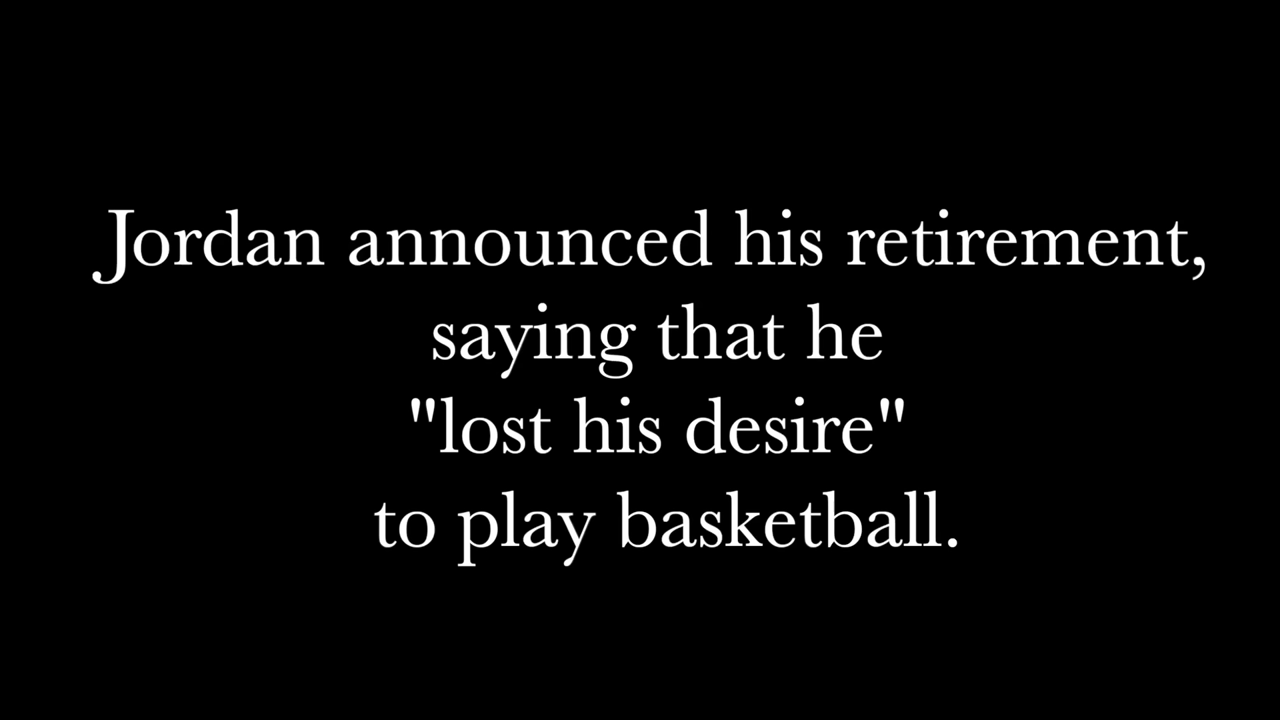 Jordan announced his retirement,
saying that he
"lost his desire"
to play basketball.